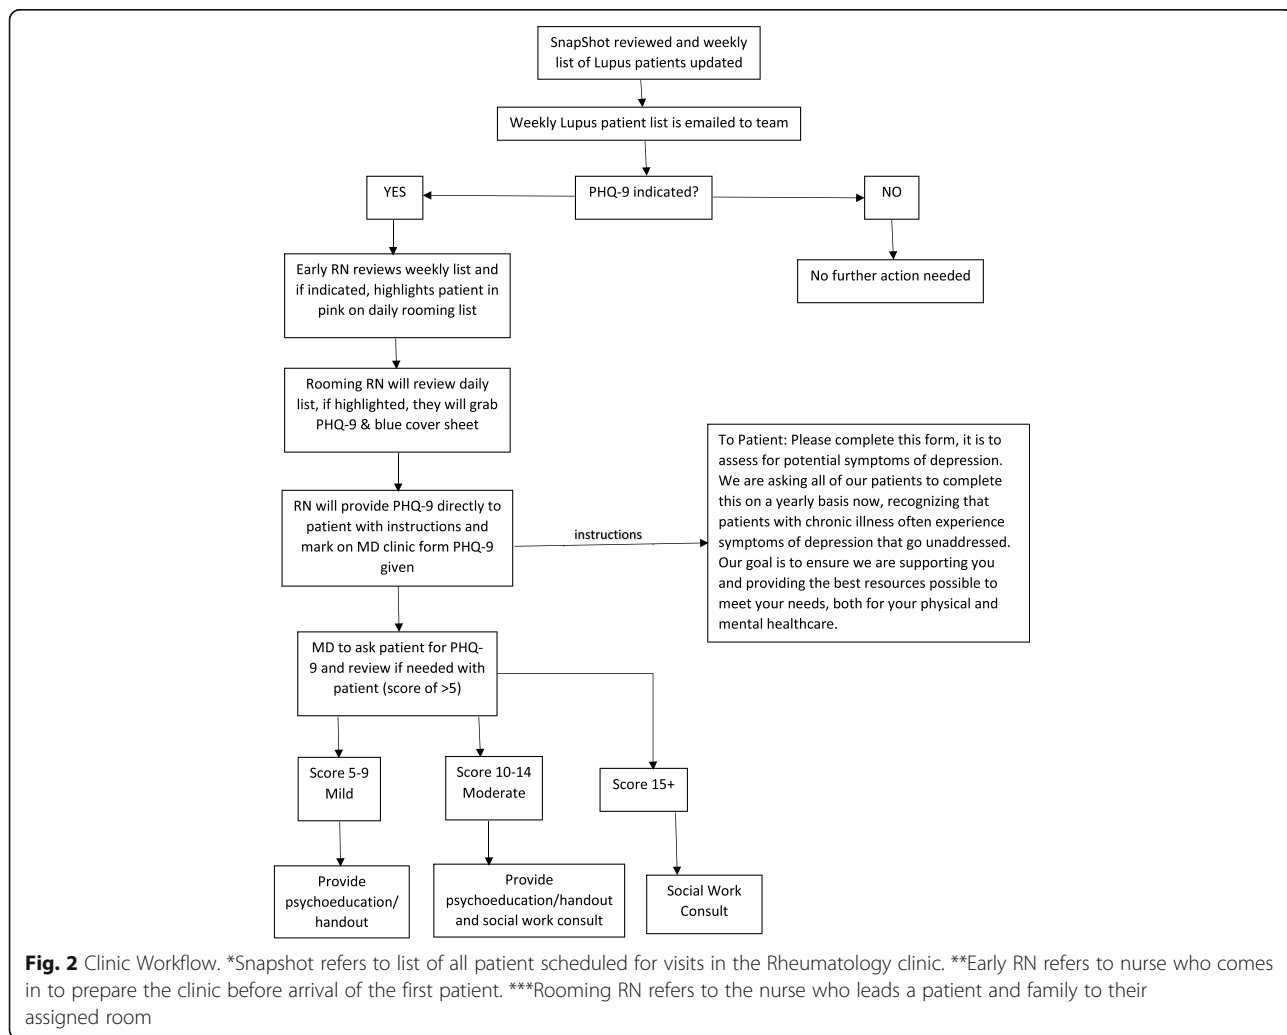 SnapShot reviewed and weekly
list of Lupus patients updated
Weekly Lupus patient list is emailed to team
YES
PHQ-9 indicated?
NO
Early RN reviews weekly list and
if indicated, highlights patient in
pink on daily rooming list
No further action needed
Rooming RN will review daily
list, if highlighted, they will grab
PHQ-9 & blue cover sheet
RN will provide PHQ-9 directly to
patient with instructions and
mark on MD clinic form PHQ-9
given
instructions
To Patient: Please complete this form, it is to
assess for potential symptoms of depression.
We are asking all of our patients to complete
this on a yearly basis now, recognizing that
patients with chronic illness often experience
symptoms of depression that go unaddressed.
Our goal is to ensure we are supporting you
and providing the best resources possible to
meet your needs, both for your physical and
mental healthcare.
MD to ask patient for PHQ-
9 and review if needed with
patient (score of >5)
Score 5-9
Mild
Score 10-14
Moderate
Score 15+
Provide
psychoeducation/
handout
Provide
psychoeducation/handout
and social work consult
Social Work
Consult
Fig. 2 Clinic Workflow. *Snapshot refers to list of all patient scheduled for visits in the Rheumatology clinic. **Early RN refers to nurse who comes
in to prepare the clinic before arrival of the first patient. ***Rooming RN refers to the nurse who leads a patient and family to their
assigned room